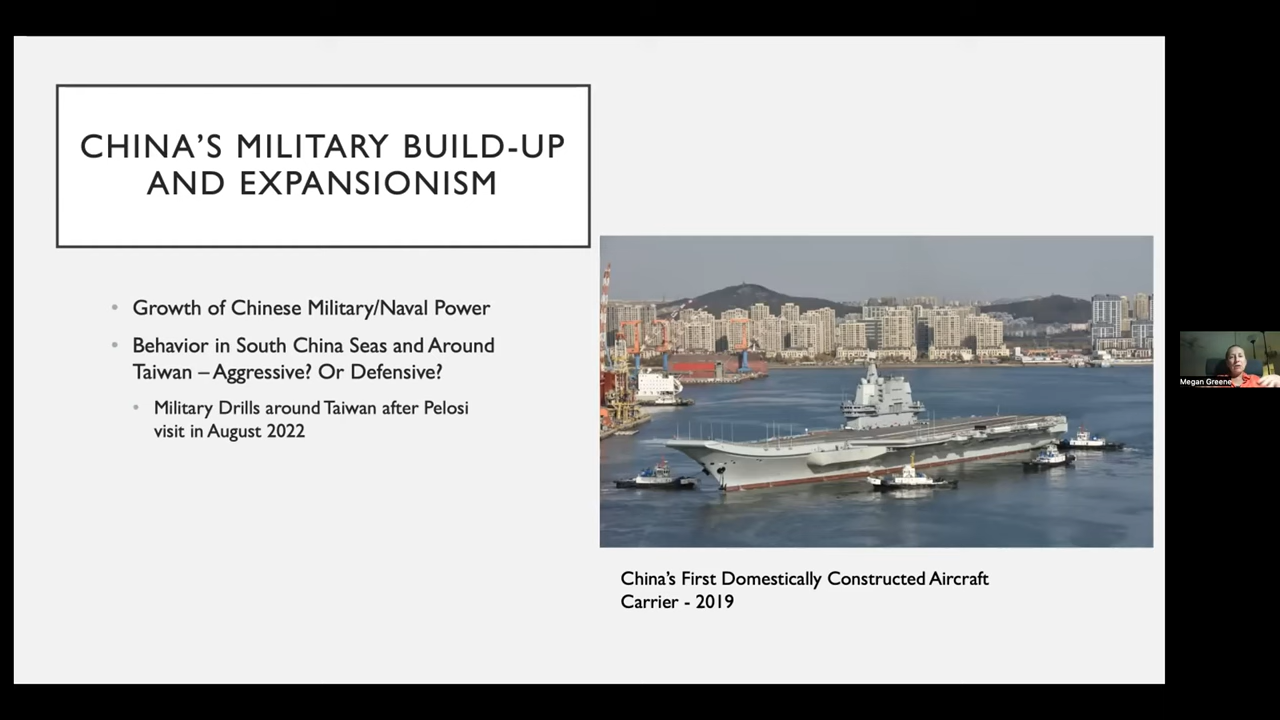 CHINA’S MILITARY BUILD-UP
AND EXPANSIONISM
• Growth of Chinese Military/Naval Power
• Behavior in South China Seas and Around
Taiwan – Aggressive? Or Defensive?
• Military Drills around Taiwan after Pelosi
visit in August 2022
China’s First Domestically Constructed Aircraft
Carrier - 2019
Megan Greene